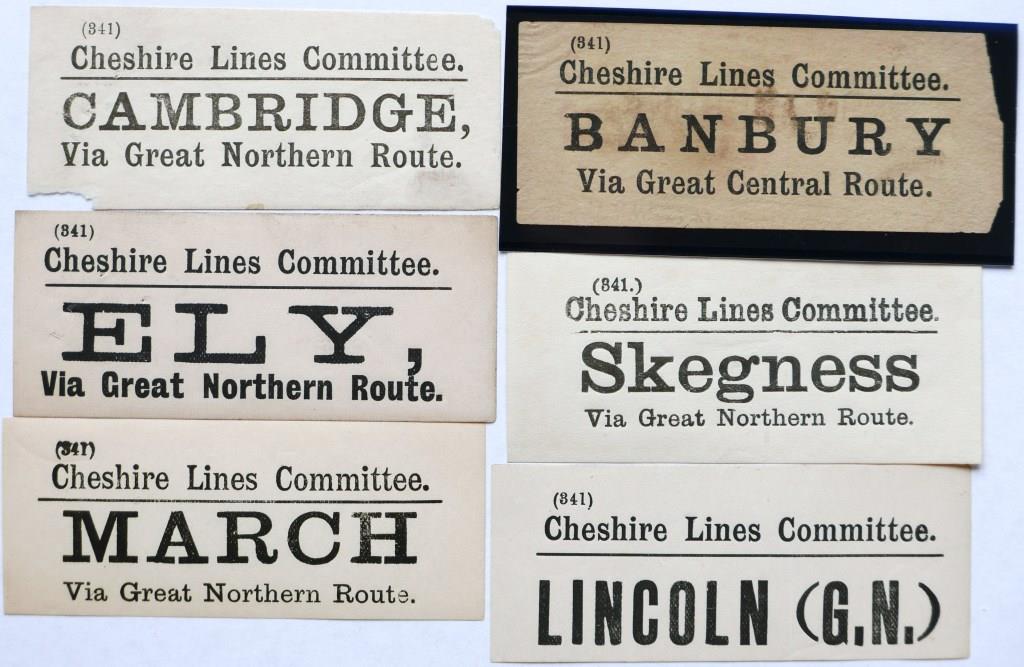 (341)
Cheshire Lines Committee.
CAMBRIDGE,
Via Great Northern Route.
(341)
Cheshire Lines Committee.
ELY,
Via Great Northern Route.
(341)
Cheshire Lines Committee.
MARCH
Via Great Northern Route.
(341)
Cheshire Lines Committee.
BANBURY
Via Great Central Route.
(341.)
Cheshire Lines Committee.
Skegness
Via Great Northern Route.
(341)
Cheshire Lines Committee.
LINCOLN (G.N.)